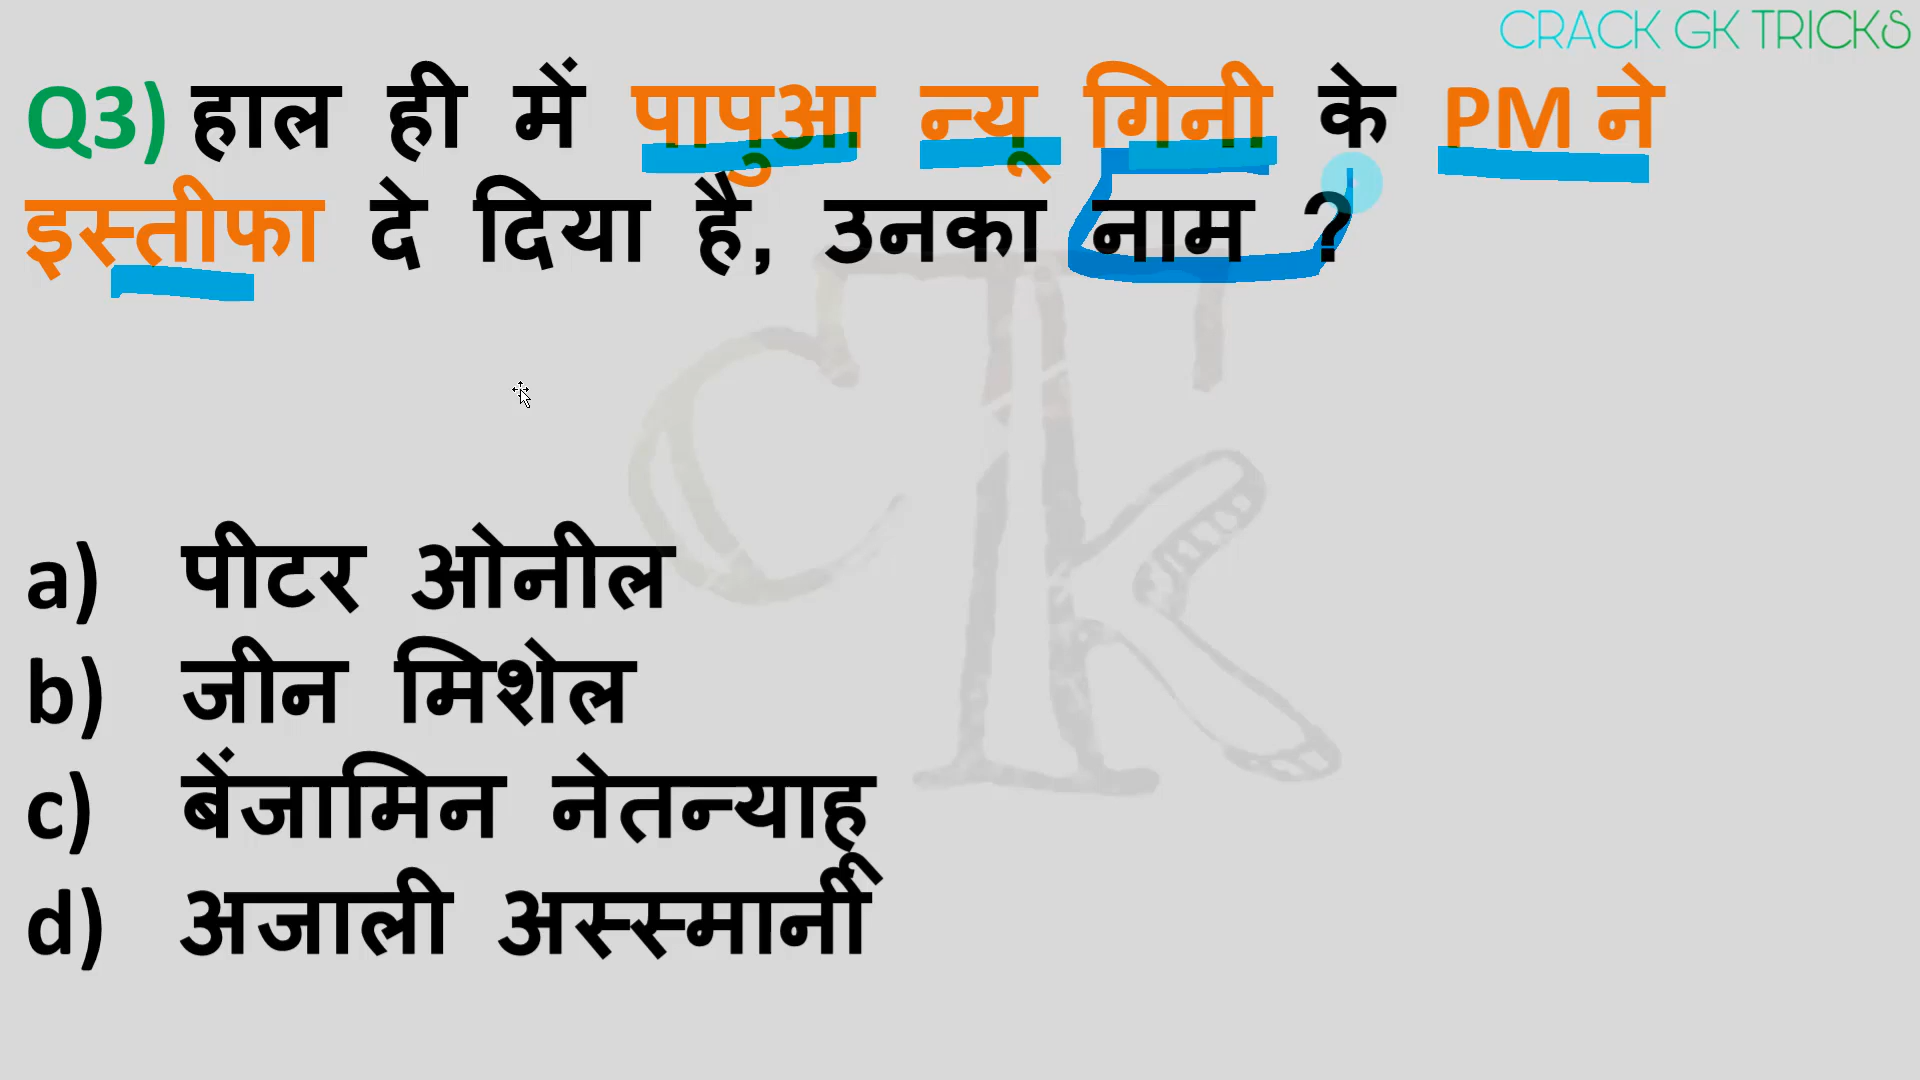 CRACK GK TRICKS
Q3) हाल ही में पापुआ न्यू गिनी के PM ने
इस्तीफा दे दिया है, उनका नाम ?
a) पीटर ओनील
b) जीन मिशेल
c) बेंजामिन नेतन्याहू
d) अजाली अस्स्मानी